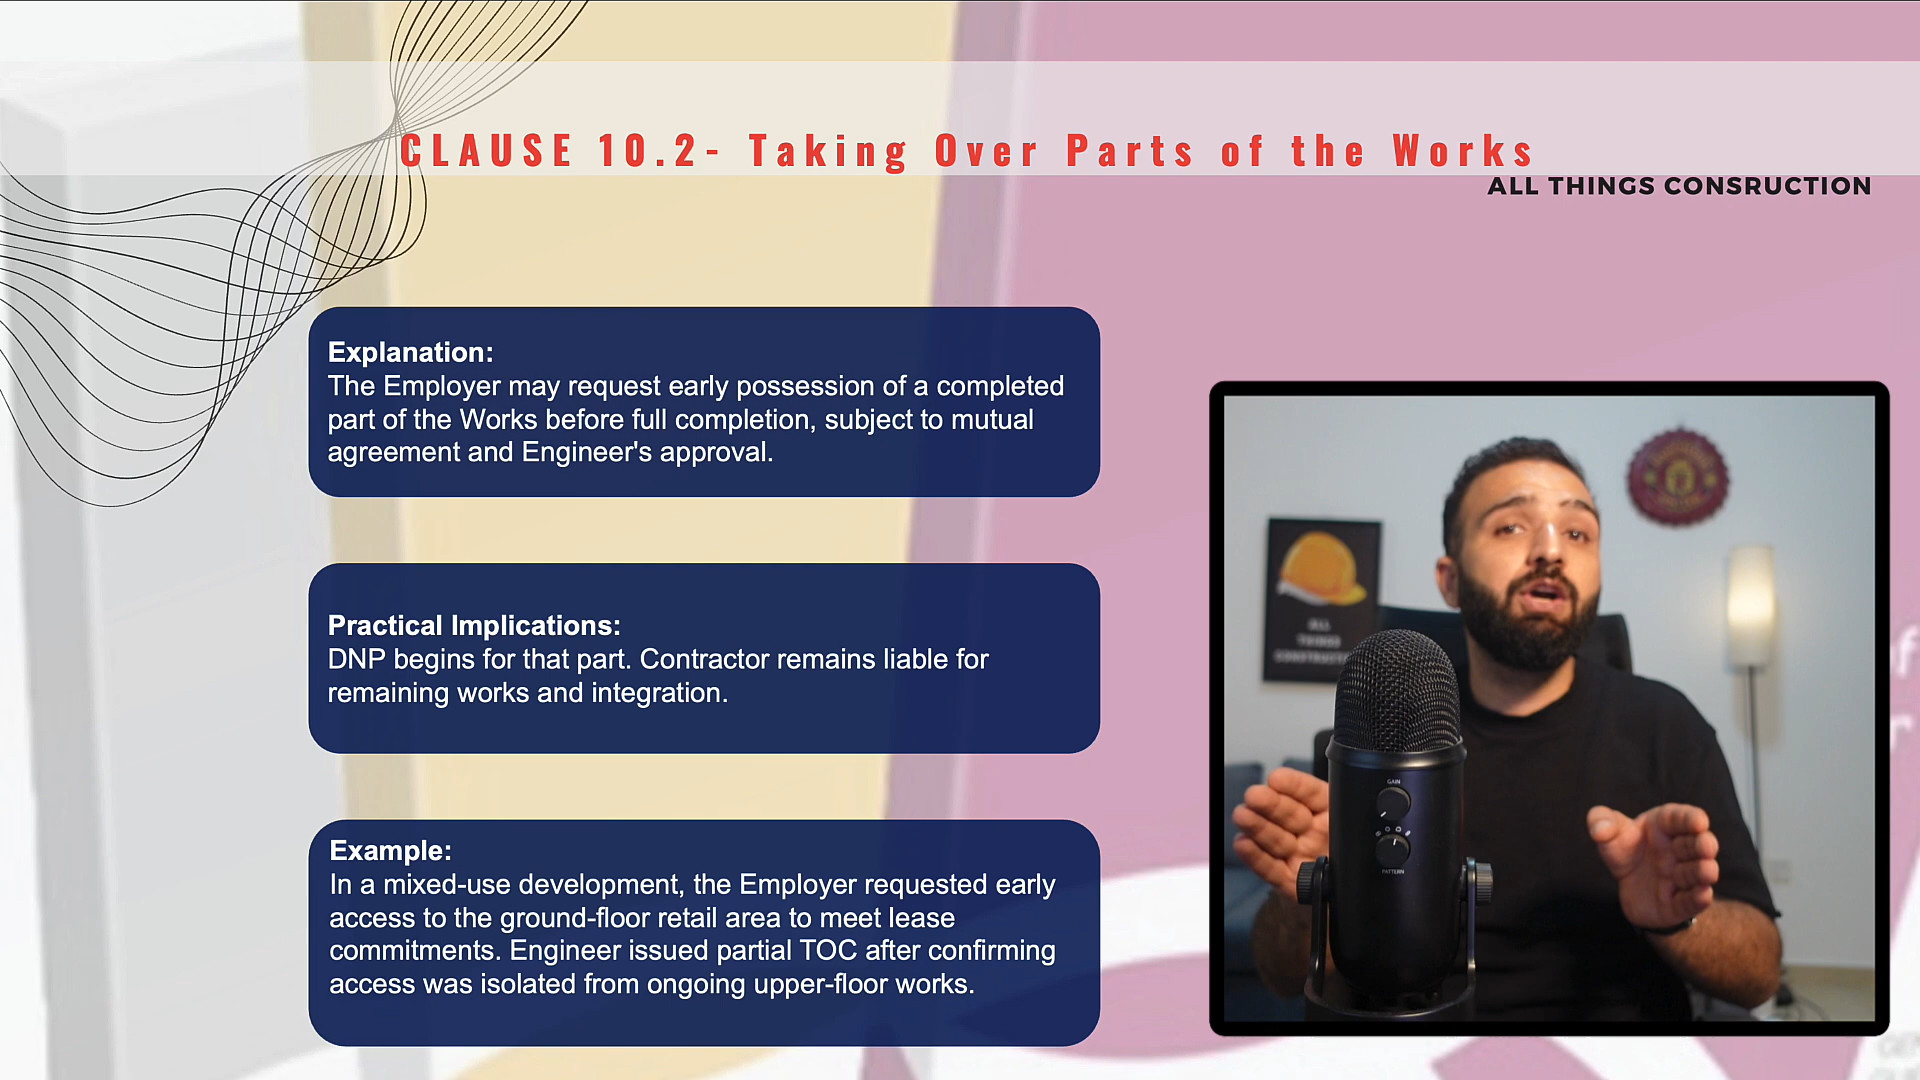 CLAUSE 10.2- Taking Over Parts of the Works
ALL THINGS CONSRUCTION
Explanation:
The Employer may request early possession of a completed
part of the Works before full completion, subject to mutual
agreement and Engineer's approval.
Practical Implications:
DNP begins for that part. Contractor remains liable for
remaining works and integration.
Example:
In a mixed-use development, the Employer requested early
access to the ground-floor retail area to meet lease
commitments. Engineer issued partial TOC after confirming
access was isolated from ongoing upper-floor works.
ALL
THINGS
GAIN
PATTERN